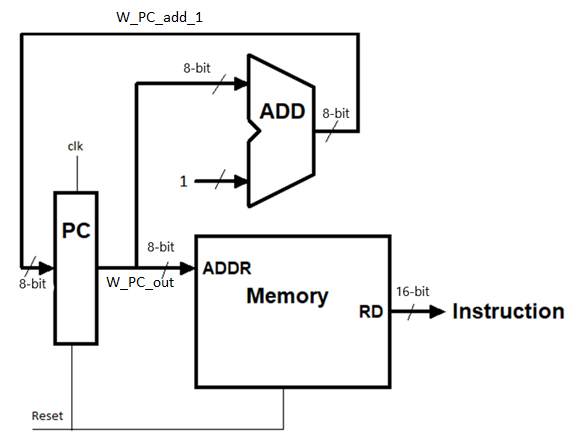 W_PC_add_1
8-bit
ADD
8-bit
clk
1
PC
8-bit
ADDR
8-bit
W_PC_out
Memory
16-bit
RD
Instruction
Reset